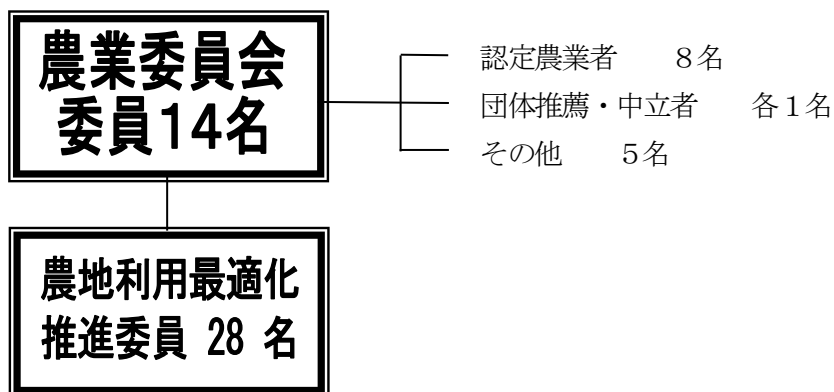 農業委員会
委員14名
認定農業者　　８名
団体推薦・中立者　　各１名
その他　　５名
農地利用最適化
推進委員 28 名